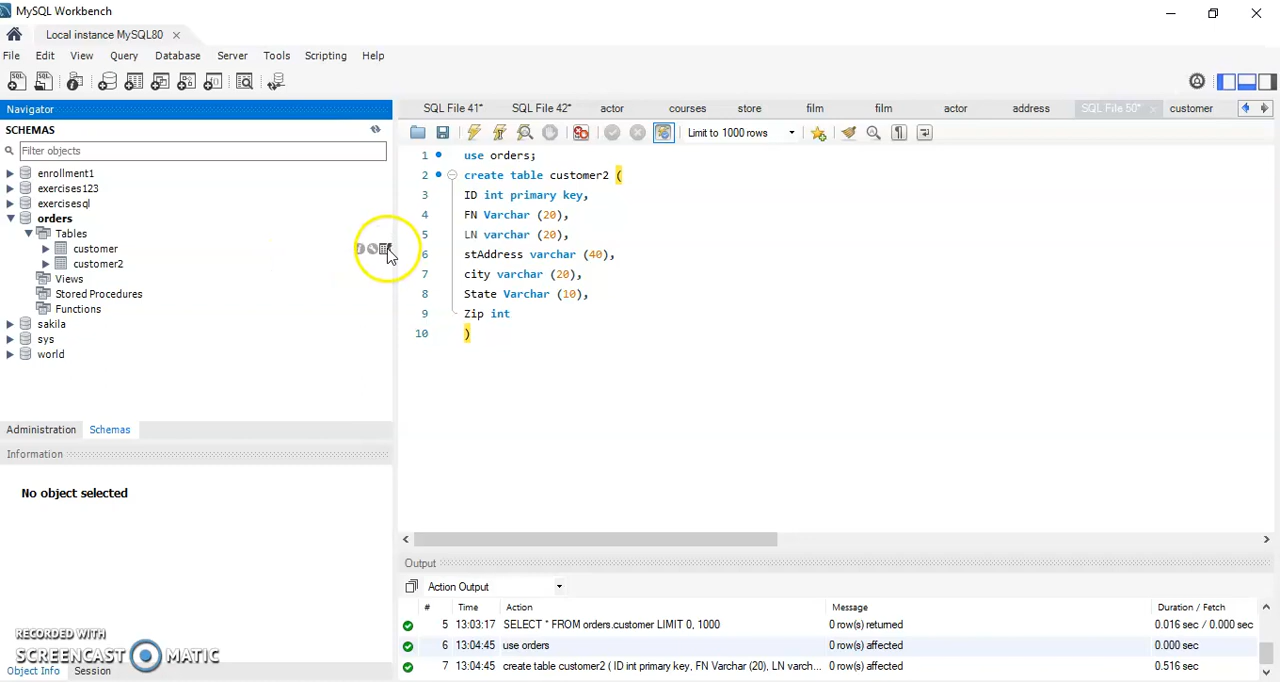 MySQL Workbench
Local instance MySQL80
File Edit View Query Database Server Tools Scripting Help
Navigator
SCHEMAS
Filter objects
enrollment1
exercises123
exercisesql
orders
Tables
customer
customer2
Views
Stored Procedures
Functions
sakila
sys
world
Administration Schemas
Information
No object selected
Object Info Session
RECORDED WITH
SCREENCAST MATIC
SQL File 41* SQL File 42* actor courses store film film actor address SQL File 50* customer
Limit to 1000 rows
1 use orders;
2 create table customer2 (
3 ID int primary key,
4 FN Varchar (20),
5 LN varchar (20),
6 stAddress varchar (40),
7 city varchar (20),
8 State Varchar (10),
9 Zip int
10 )
Output
Action Output
# Time Action Message Duration / Fetch
5 13:03:17 SELECT * FROM orders.customer LIMIT 0, 1000 0 row(s) returned 0.016 sec / 0.000 sec
6 13:04:45 use orders 0 row(s) affected 0.000 sec
7 13:04:45 create table customer2 ( ID int primary key, FN Varchar (20), LN varch... 0 row(s) affected 0.516 sec